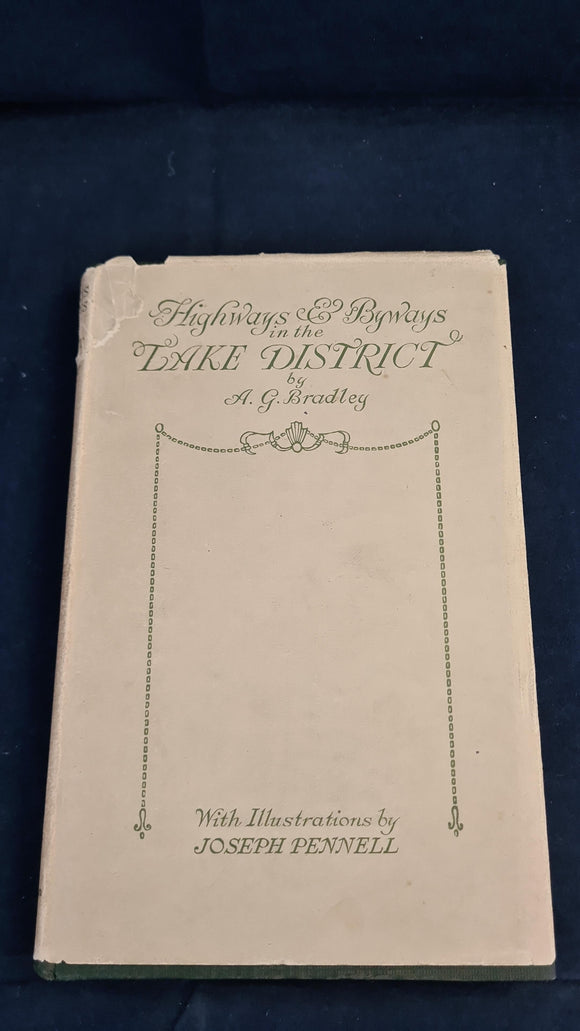 Highways & Byways
in the
LAKE DISTRICT
by
A. G. Bradley
With Illustrations by
JOSEPH PENNELL